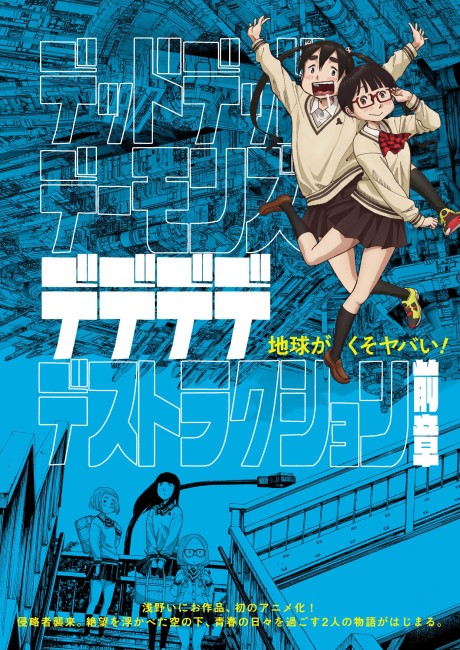 デッドデッド
デーモンズ
デデデデ
地球がくそヤバい!
デストラクション
前章
浅野いにお作品、初のアニメ化!
侵略者襲来。絶望を浮かべた空の下、青春の日々を過ごす2人の物語がはじまる。